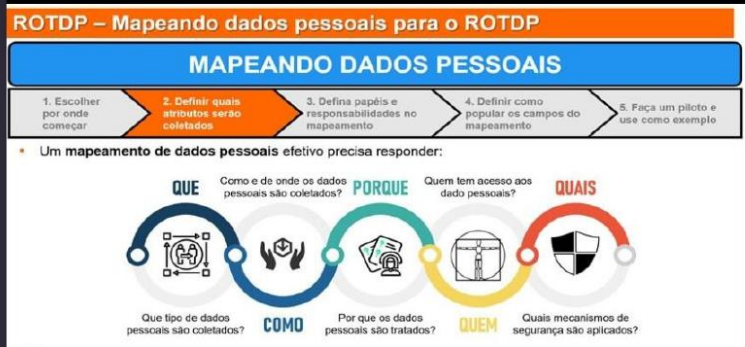 ROTDP – Mapeando dados pessoais para o ROTDP
MAPEANDO DADOS PESSOAIS
1. Escolher
por onde
começar
2. Definir quais
atributos serão
coletados
3. Defina papéis e
responsabilidades no
mapeamento
4. Definir como
popular os campos do
mapeamento
5. Faça um piloto e
use como exemplo
• Um mapeamento de dados pessoais efetivo precisa responder:
QUE
Que tipo de dados
pessoais são coletados?
Como e de onde os dados
pessoais são coletados?
COMO
PORQUE
Por que os dados
pessoais são tratados?
Quem tem acesso aos
dado pessoais?
QUEM
QUAIS
Quais mecanismos de
segurança são aplicados?